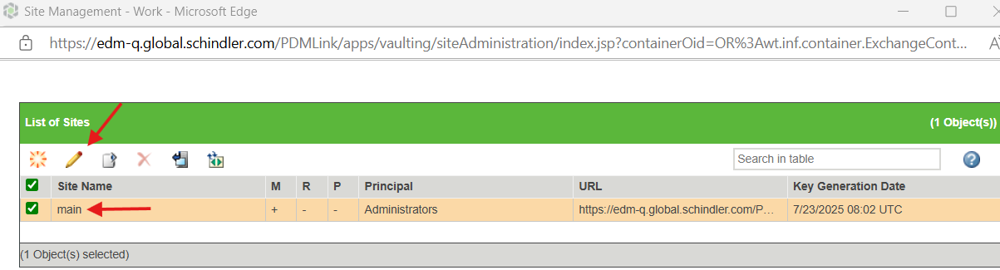 Site Management - Work - Microsoft Edge
https://edm-q.global.schindler.com/PDMLink/apps/vaulting/siteAdministration/index.jsp?containerOid=OR%3Awt.inf.container.ExchangeCont...
List of Sites (1 Object(s))
Search in table
Site Name M R P Principal URL Key Generation Date
main + - - Administrators https://edm-q.global.schindler.com/P... 7/23/2025 08:02 UTC
(1 Object(s) selected)